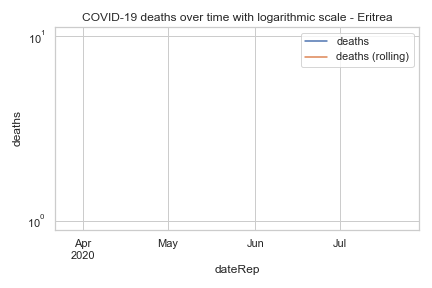 COVID-19 deaths over time with logarithmic scale - Eritrea
10¹
deaths
deaths (rolling)
deaths
10⁰
Apr May Jun Jul
2020
dateRep